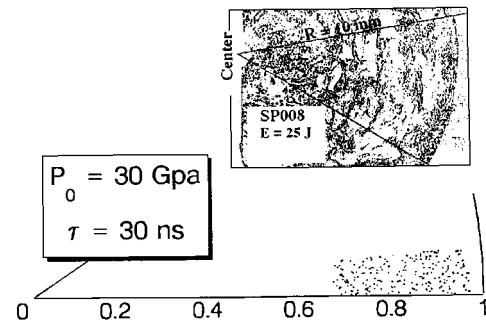 Center
R = 10 mm
SP008
E = 25 J
P0 = 30 Gpa
τ = 30 ns
0 0.2 0.4 0.6 0.8 1